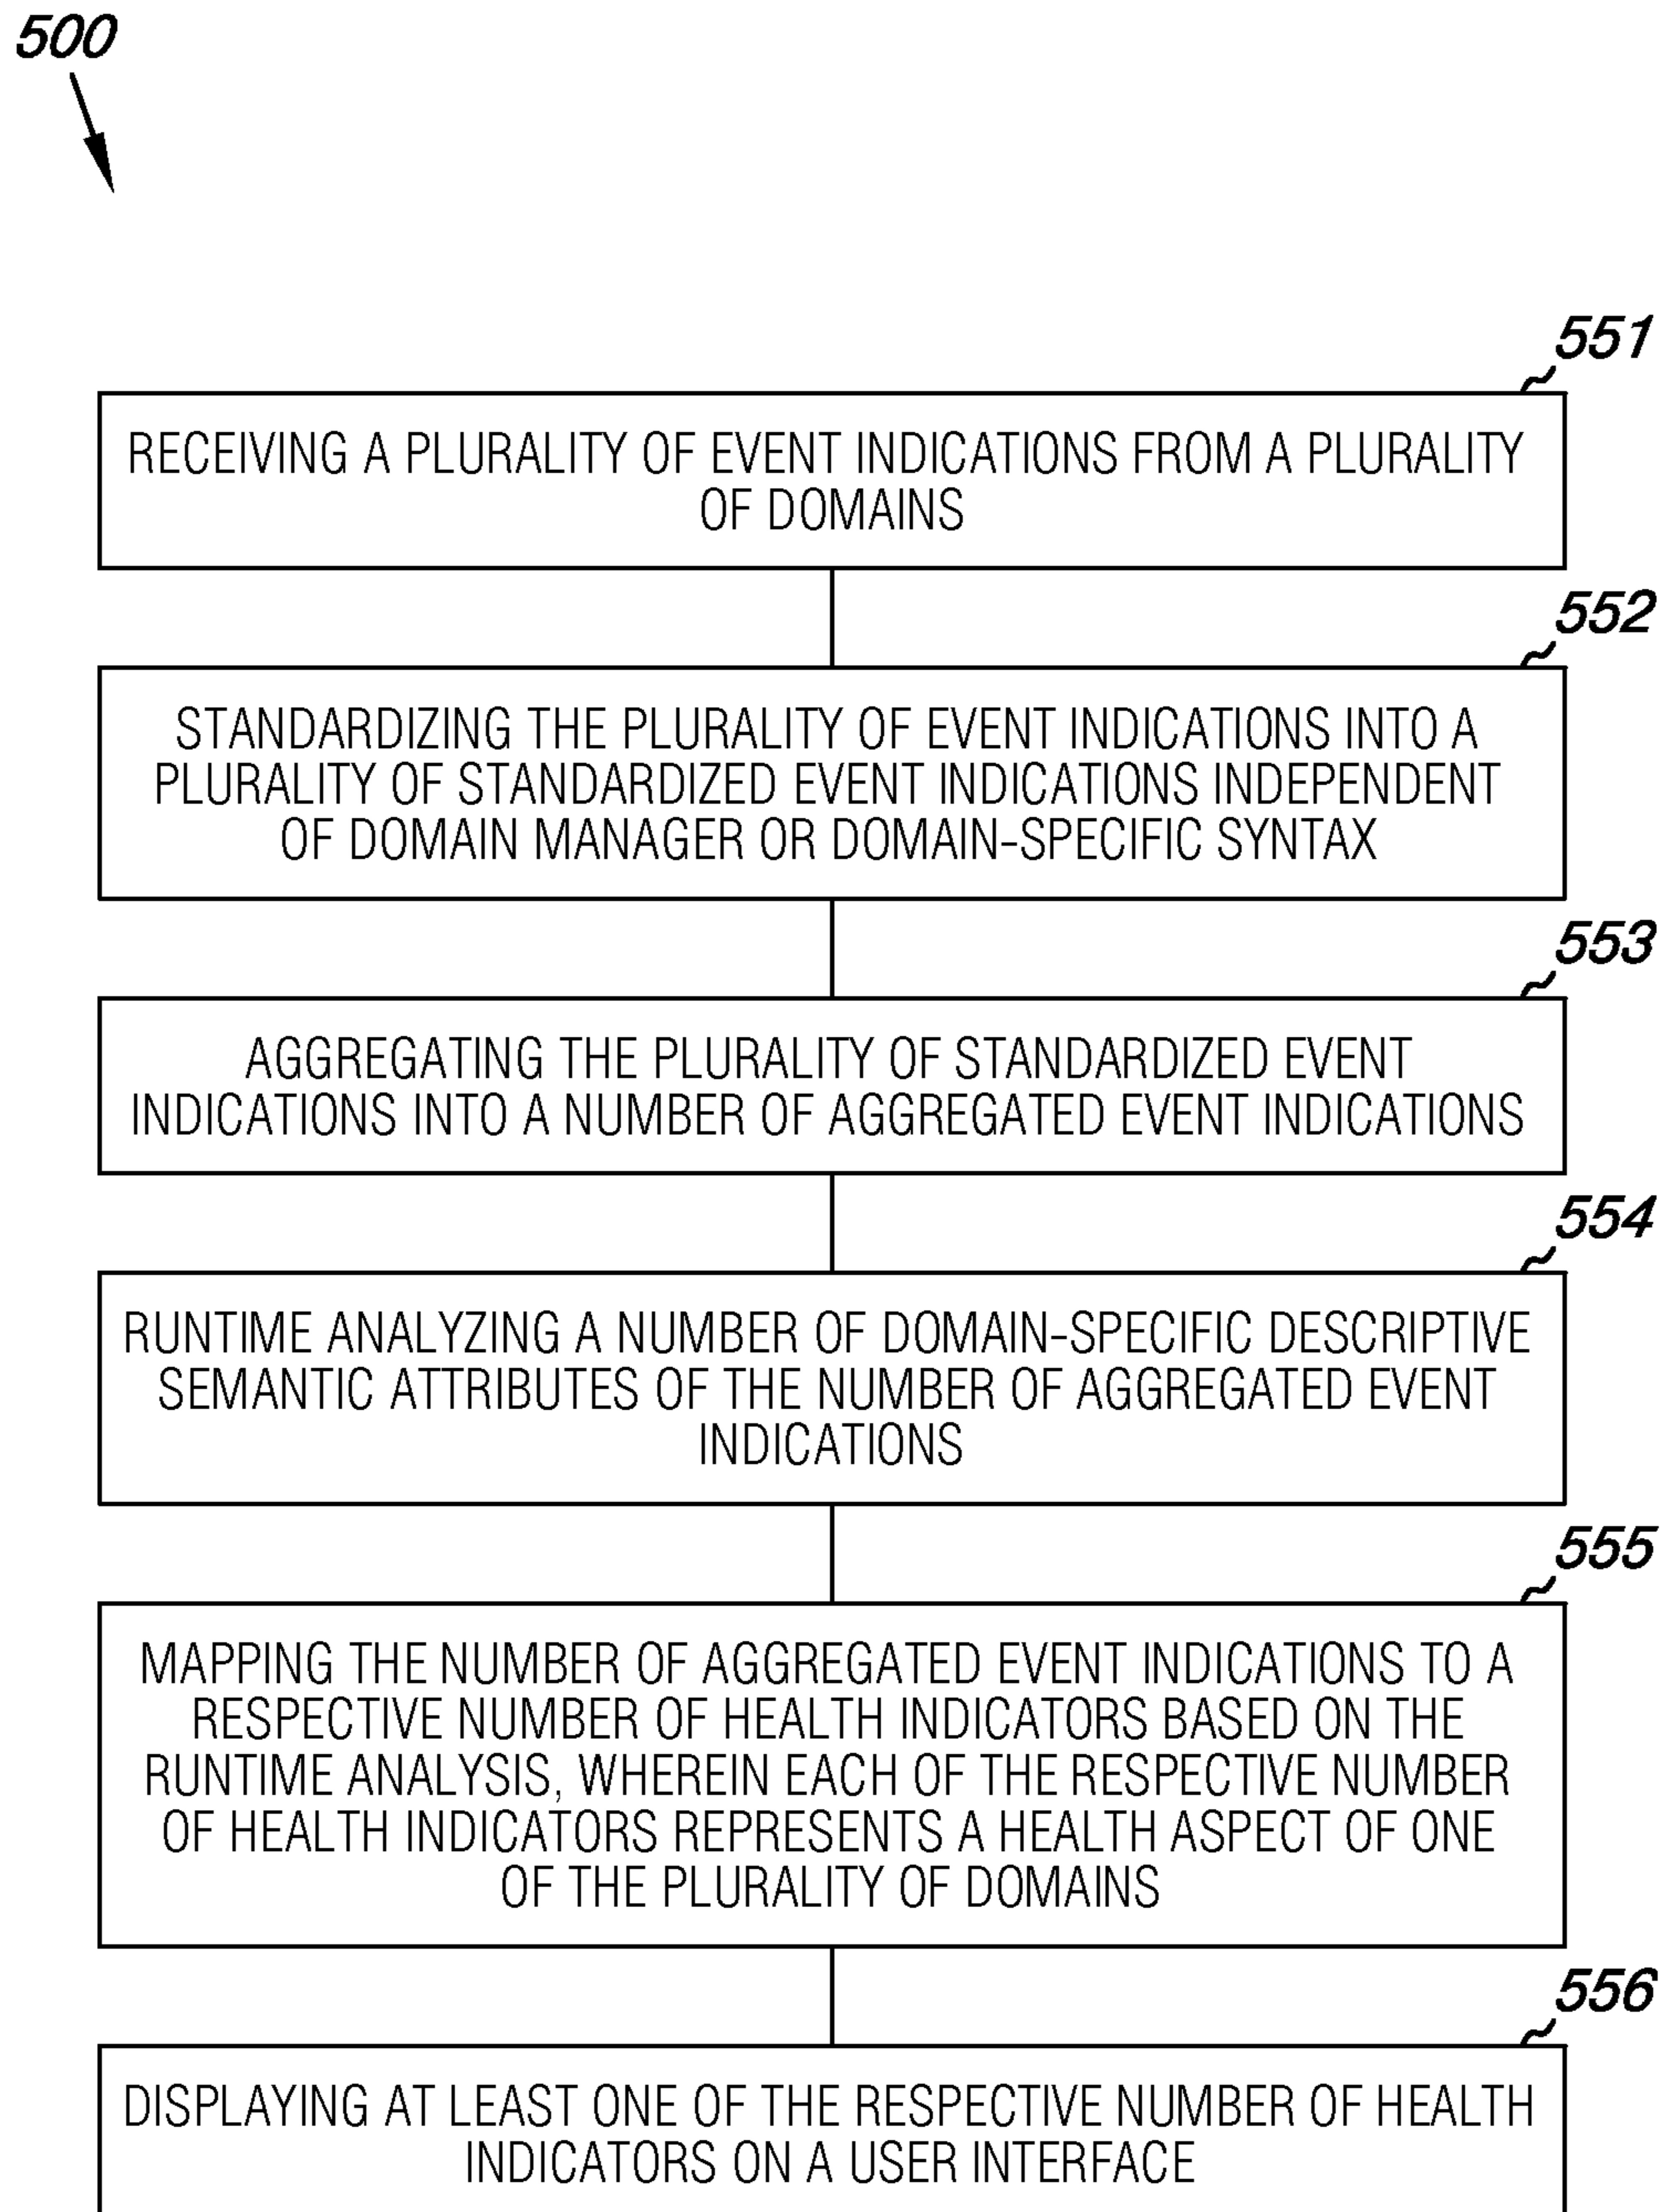 500
551
RECEIVING A PLURALITY OF EVENT INDICATIONS FROM A PLURALITY
OF DOMAINS
552
STANDARDIZING THE PLURALITY OF EVENT INDICATIONS INTO A
PLURALITY OF STANDARDIZED EVENT INDICATIONS INDEPENDENT
OF DOMAIN MANAGER OR DOMAIN-SPECIFIC SYNTAX
553
AGGREGATING THE PLURALITY OF STANDARDIZED EVENT
INDICATIONS INTO A NUMBER OF AGGREGATED EVENT INDICATIONS
554
RUNTIME ANALYZING A NUMBER OF DOMAIN-SPECIFIC DESCRIPTIVE
SEMANTIC ATTRIBUTES OF THE NUMBER OF AGGREGATED EVENT
INDICATIONS
555
MAPPING THE NUMBER OF AGGREGATED EVENT INDICATIONS TO A
RESPECTIVE NUMBER OF HEALTH INDICATORS BASED ON THE
RUNTIME ANALYSIS, WHEREIN EACH OF THE RESPECTIVE NUMBER
OF HEALTH INDICATORS REPRESENTS A HEALTH ASPECT OF ONE
OF THE PLURALITY OF DOMAINS
556
DISPLAYING AT LEAST ONE OF THE RESPECTIVE NUMBER OF HEALTH
INDICATORS ON A USER INTERFACE